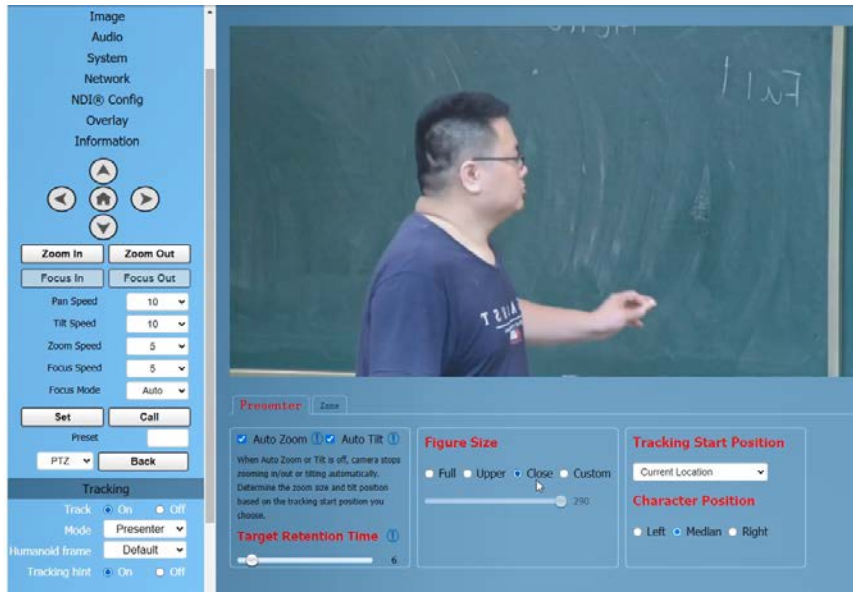 Image
Audio
System
Network
NDI® Config
Overlay
Information
Zoom In Zoom Out
Focus In Focus Out
Pan Speed 10
Tilt Speed 10
Zoom Speed 5
Focus Speed 5
Focus Mode Auto
Set Call
Preset
PTZ Back
Tracking
Track On Off
Mode Presenter
Humanoid frame Default
Tracking hint On Off
Full
Presenter Zone
Auto Zoom Auto Tilt
When Auto Zoom or Tilt is off, camera stops
zooming in/out or tilting automatically.
Determine the zoom size and tilt position
based on the tracking start position you
choose.
Target Retention Time
6
Figure Size
Full Upper Close Custom
290
Tracking Start Position
Current Location
Character Position
Left Median Right